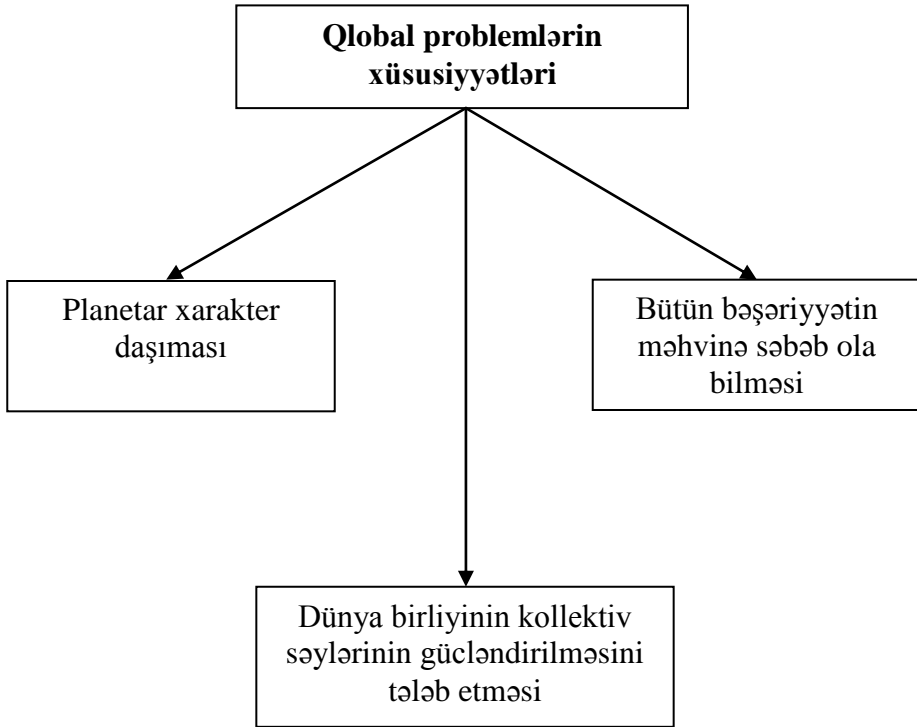 Qlobal problemlərin
xüsusiyyətləri
Planetar xarakter
daşıması
Bütün bəşəriyyətin
məhvinə səbəb ola
bilməsi
Dünya birliyinin kollektiv
səylərinin gücləndirilməsini
tələb etməsi